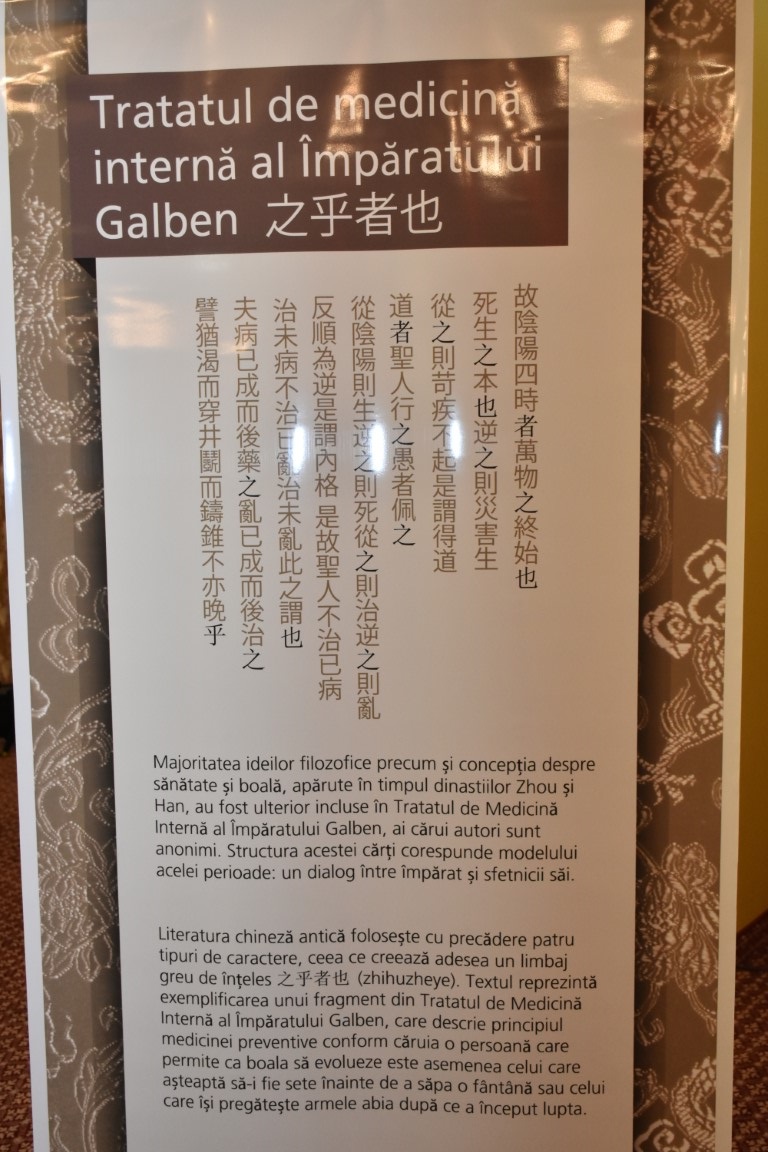 Tratatul de medicină
internă al Împăratului
Galben 之乎者也
故陰陽四時者萬物之終始也
死生之本也逆之則災害生
從之則苛疾不起是謂得道
道者聖人行之愚者佩之
從陰陽則生逆之則死從之則治逆之則亂
反順為逆是謂內格 是故聖人不治已病
治未病不治已亂治未亂此之謂也
夫病已成而後藥之亂已成而後治之
譬猶渴而穿井鬭而鑄錐不亦晚乎
Majoritatea ideilor filozofice precum și concepția despre
sănătate și boală, apărute în timpul dinastiilor Zhou și
Han, au fost ulterior incluse în Tratatul de Medicină
Internă al Împăratului Galben, ai cărui autori sunt
anonimi. Structura acestei cărți corespunde modelului
acelei perioade: un dialog între împărat și sfetnicii săi.
Literatura chineză antică folosește cu precădere patru
tipuri de caractere, ceea ce creează adesea un limbaj
greu de înțeles 之乎者也 (zhihuzheye). Textul reprezintă
exemplificarea unui fragment din Tratatul de Medicină
Internă al Împăratului Galben, care descrie principiul
medicinei preventive conform căruia o persoană care
permite ca boala să evolueze este asemenea celui care
așteaptă să-i fie sete înainte de a săpa o fântână sau celui
care își pregătește armele abia după ce a început lupta.